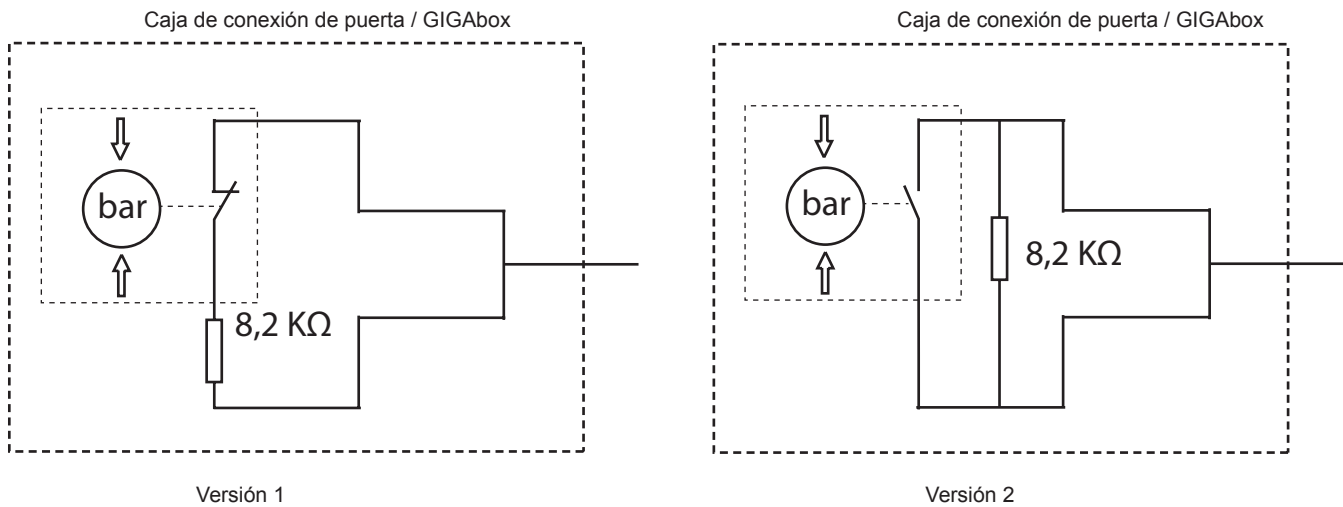 Caja de conexión de puerta / GIGAbox
bar
8,2 KΩ
Versión 1
Caja de conexión de puerta / GIGAbox
bar
8,2 KΩ
Versión 2